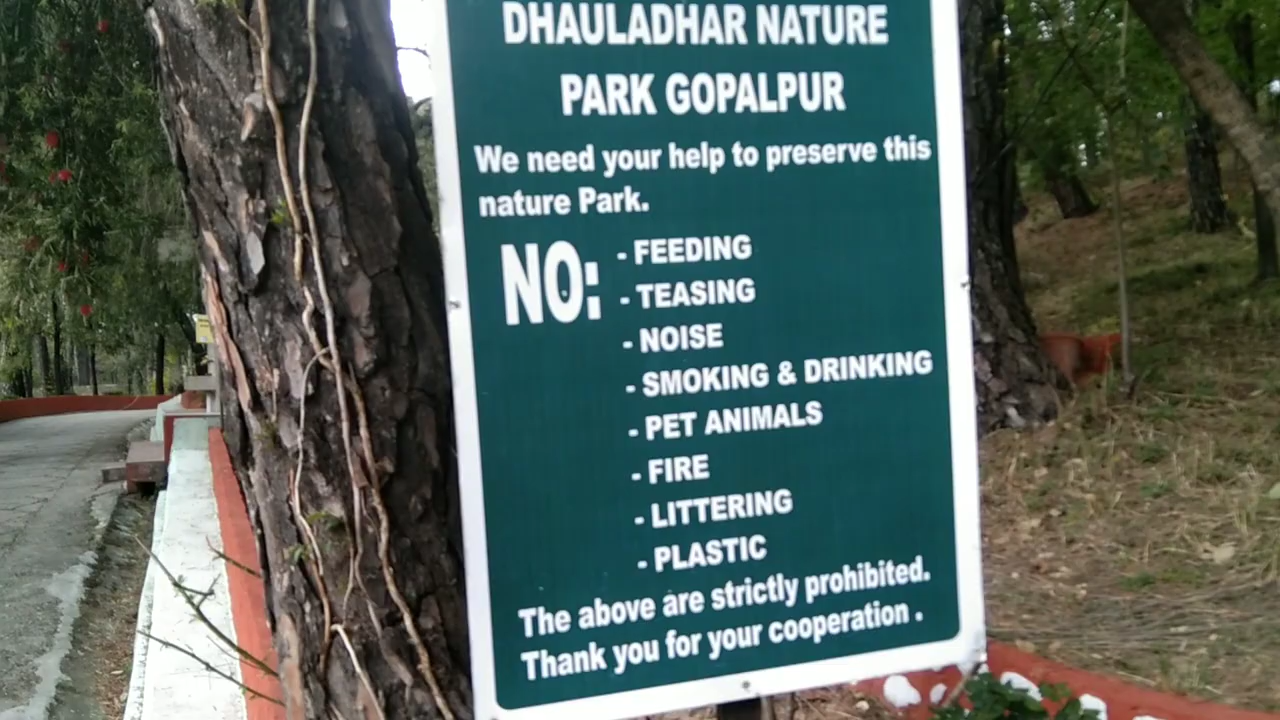 DHAULADHAR NATURE
PARK GOPALPUR
We need your help to preserve this
nature Park.
NO: - FEEDING
- TEASING
- NOISE
- SMOKING & DRINKING
- PET ANIMALS
- FIRE
- LITTERING
- PLASTIC
The above are strictly prohibited.
Thank you for your cooperation .